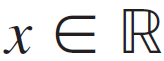 x ∈ ℝ